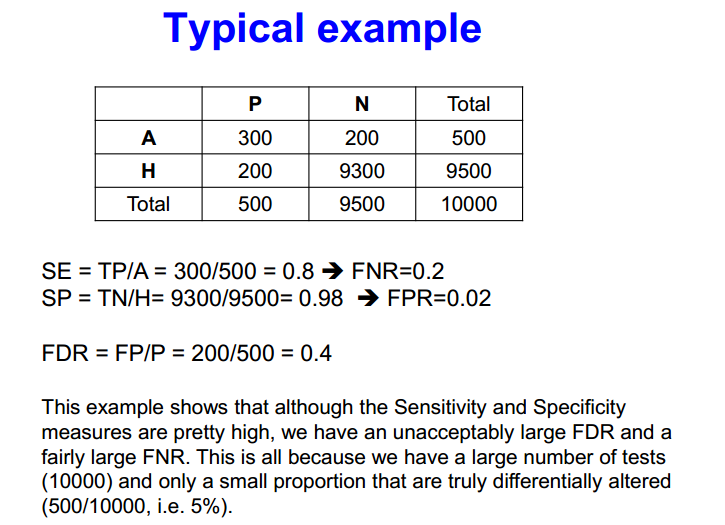 Typical example
P N Total
A 300 200 500
H 200 9300 9500
Total 500 9500 10000
SE = TP/A = 300/500 = 0.8 ➔ FNR=0.2
SP = TN/H= 9300/9500= 0.98 ➔ FPR=0.02
FDR = FP/P = 200/500 = 0.4
This example shows that although the Sensitivity and Specificity
measures are pretty high, we have an unacceptably large FDR and a
fairly large FNR. This is all because we have a large number of tests
(10000) and only a small proportion that are truly differentially altered
(500/10000, i.e. 5%).